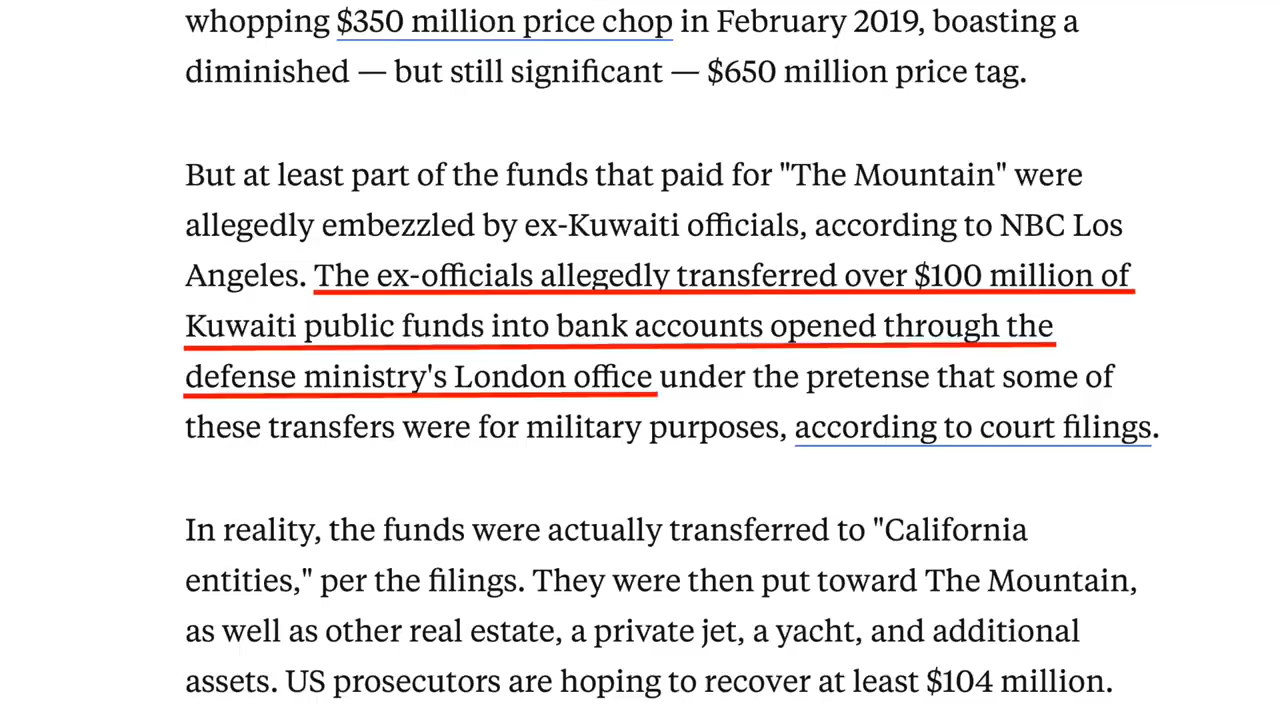 whopping $350 million price chop in February 2019, boasting a
diminished — but still significant — $650 million price tag.
But at least part of the funds that paid for "The Mountain" were
allegedly embezzled by ex-Kuwaiti officials, according to NBC Los
Angeles. The ex-officials allegedly transferred over $100 million of
Kuwaiti public funds into bank accounts opened through the
defense ministry's London office under the pretense that some of
these transfers were for military purposes, according to court filings.
In reality, the funds were actually transferred to "California
entities," per the filings. They were then put toward The Mountain,
as well as other real estate, a private jet, a yacht, and additional
assets. US prosecutors are hoping to recover at least $104 million.